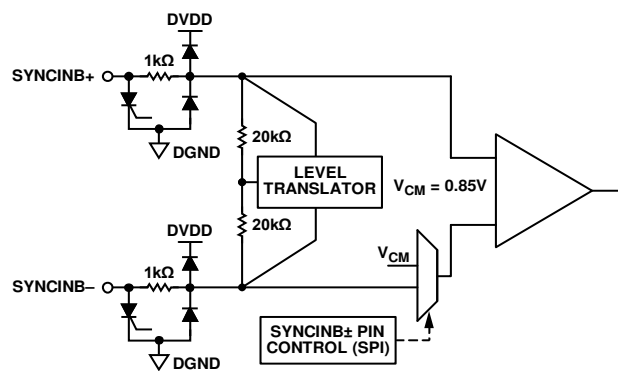 DVDD
1kΩ
SYNCINB+
DGND
20kΩ
LEVEL
TRANSLATOR
VCM = 0.85V
20kΩ
DVDD
1kΩ
VCM
SYNCINB–
SYNCINB± PIN
CONTROL (SPI)
DGND